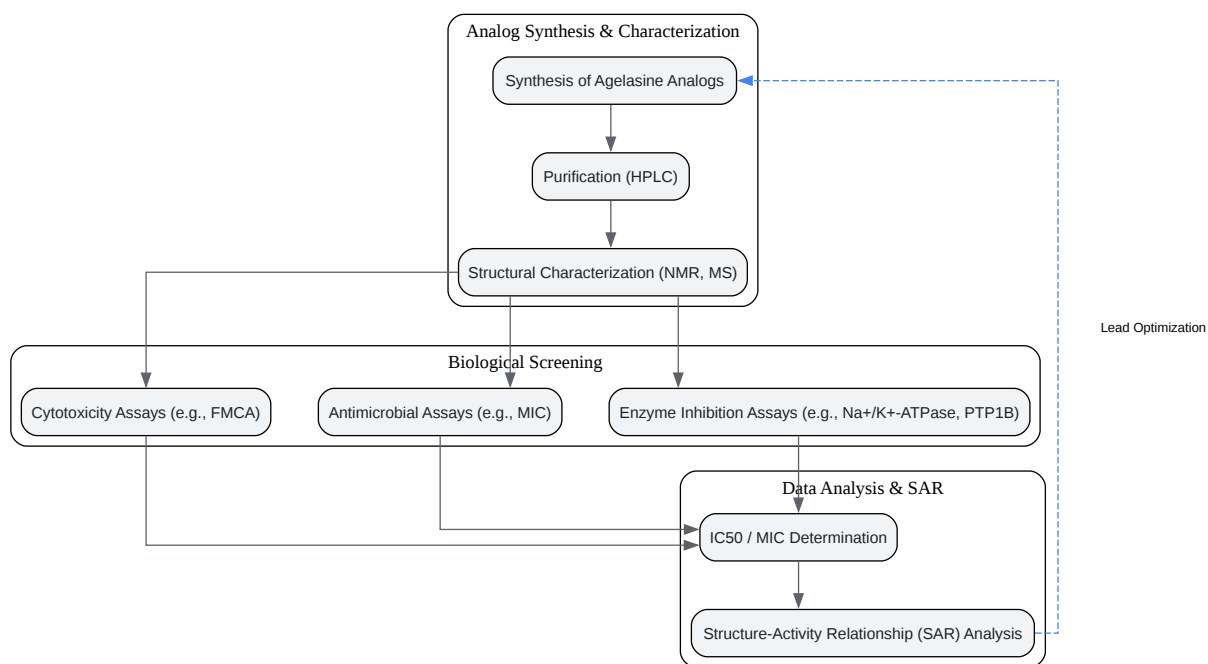 Analog Synthesis & Characterization
Synthesis of Agelasine Analogs
Purification (HPLC)
Structural Characterization (NMR, MS)
Lead Optimization
Biological Screening
Cytotoxicity Assays (e.g., FMCA)
Antimicrobial Assays (e.g., MIC)
Enzyme Inhibition Assays (e.g., Na+/K+-ATPase, PTP1B)
Data Analysis & SAR
IC50 / MIC Determination
Structure-Activity Relationship (SAR) Analysis